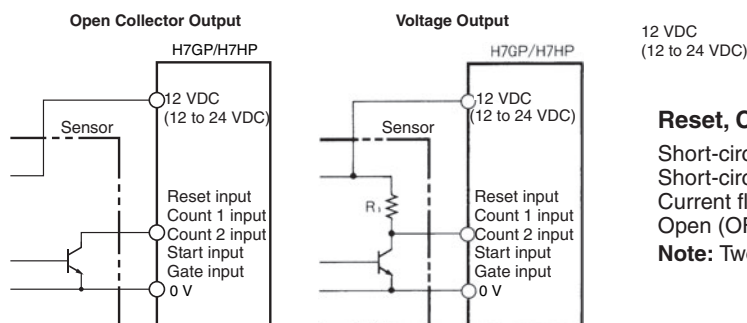 Open Collector Output
H7GP/H7HP
12 VDC
(12 to 24 VDC)
Sensor
Reset input
Count 1 input
Count 2 input
Start input
Gate input
0 V
Voltage Output
H7GP/H7HP
12 VDC
(12 to 24 VDC)
Sensor
R₁
Reset input
Count 1 input
Count 2 input
Start input
Gate input
0 V
12 VDC
(12 to 24 VDC)
Reset,
Short-circ
Short-circ
Current fl
Open (OF
Note: Two